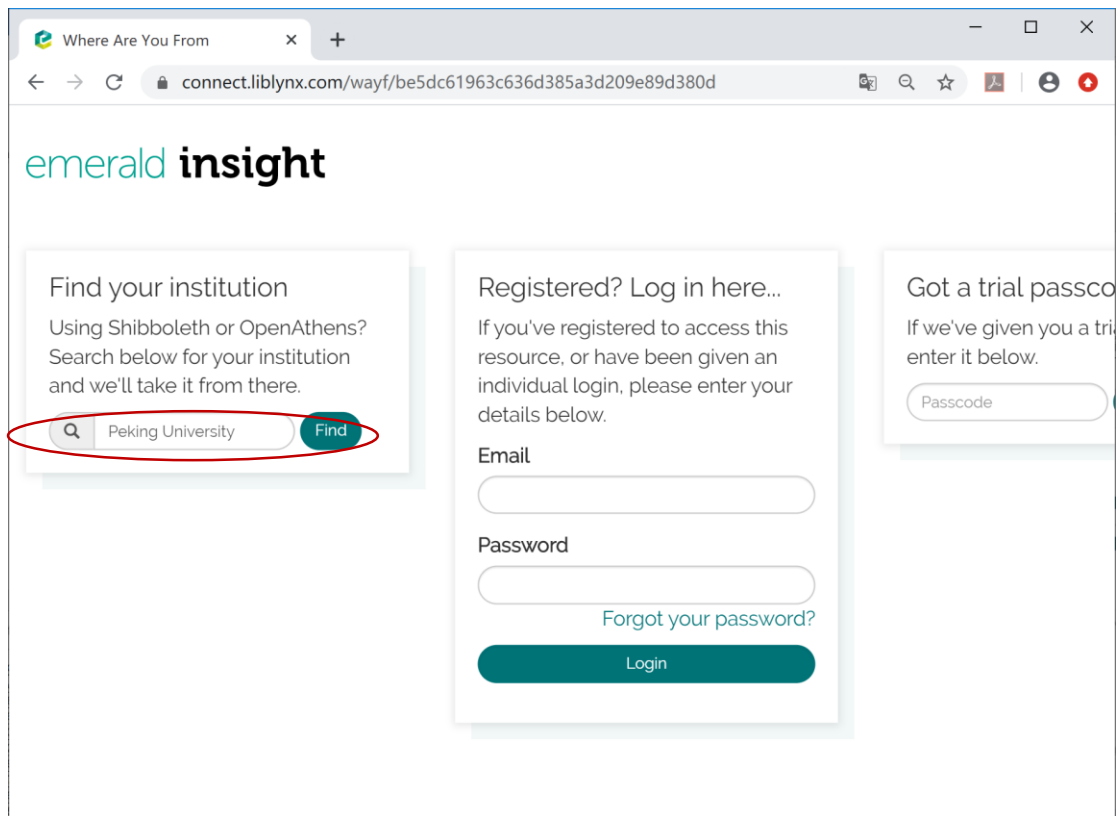 Where Are You From
connect.liblynx.com/wayf/be5dc61963c636d385a3d209e89d380d
emerald insight
Find your institution
Using Shibboleth or OpenAthens?
Search below for your institution
and we'll take it from there.
Peking University
Find
Registered? Log in here...
If you've registered to access this
resource, or have been given an
individual login, please enter your
details below.
Email
Password
Forgot your password?
Login
Got a trial passco
If we've given you a tri
enter it below.
Passcode